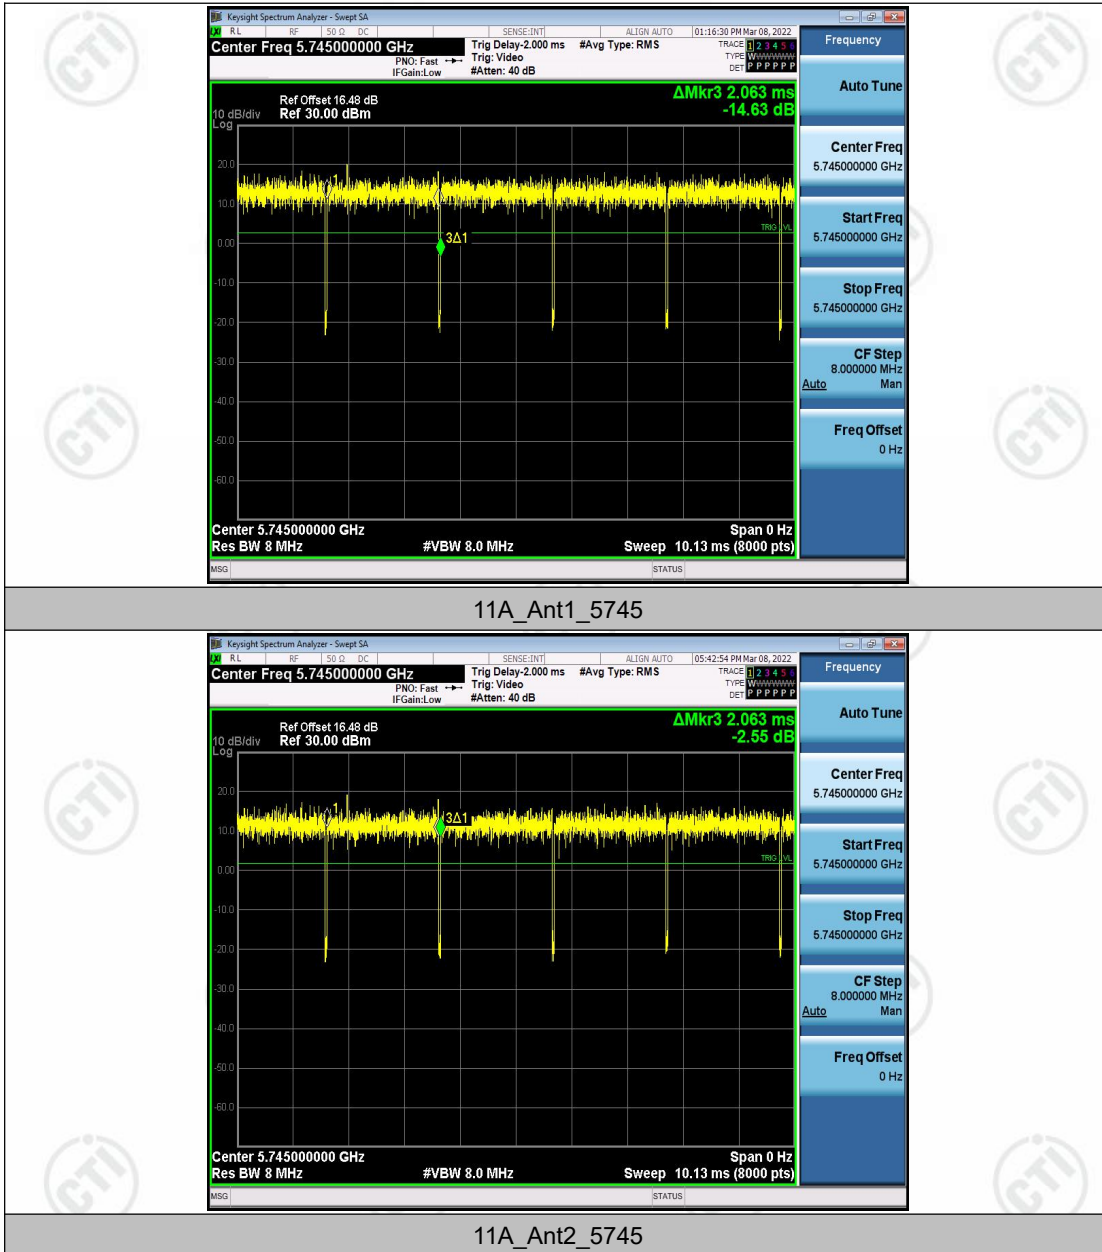 Keysight Spectrum Analyzer - Swept SA
RL RF 50 Ω DC SENSE:INT ALIGN AUTO 01:16:30 PM Mar 08, 2022
Center Freq 5.745000000 GHz
PNO: Fast
IFGain:Low
Trig Delay-2.000 ms
Trig: Video
#Atten: 40 dB
#Avg Type: RMS
TRACE 1 2 3 4 5 6
TYPE W
DET P P P P P P
Frequency
ΔMkr3 2.063 ms
-14.63 dB
Ref Offset 16.48 dB
10 dB/div Ref 30.00 dBm
Log
20.0
10.0
0.00
-10.0
-20.0
-30.0
-40.0
-50.0
-60.0
1
3Δ1
TRIG LVL
Auto Tune
Center Freq
5.745000000 GHz
Start Freq
5.745000000 GHz
Stop Freq
5.745000000 GHz
CF Step
8.000000 MHz
Auto Man
Freq Offset
0 Hz
Center 5.745000000 GHz Span 0 Hz
Res BW 8 MHz #VBW 8.0 MHz Sweep 10.13 ms (8000 pts)
MSG STATUS
11A_Ant1_5745
Keysight Spectrum Analyzer - Swept SA
RL RF 50 Ω DC SENSE:INT ALIGN AUTO 05:42:54 PM Mar 08, 2022
Center Freq 5.745000000 GHz
PNO: Fast
IFGain:Low
Trig Delay-2.000 ms
Trig: Video
#Atten: 40 dB
#Avg Type: RMS
TRACE 1 2 3 4 5 6
TYPE W
DET P P P P P P
Frequency
ΔMkr3 2.063 ms
-2.55 dB
Ref Offset 16.48 dB
10 dB/div Ref 30.00 dBm
Log
20.0
10.0
0.00
-10.0
-20.0
-30.0
-40.0
-50.0
-60.0
1
3Δ1
TRIG LVL
Auto Tune
Center Freq
5.745000000 GHz
Start Freq
5.745000000 GHz
Stop Freq
5.745000000 GHz
CF Step
8.000000 MHz
Auto Man
Freq Offset
0 Hz
Center 5.745000000 GHz Span 0 Hz
Res BW 8 MHz #VBW 8.0 MHz Sweep 10.13 ms (8000 pts)
MSG STATUS
11A_Ant2_5745
CTI
CTI
CTI
CTI
CTI
CTI
CTI
CTI